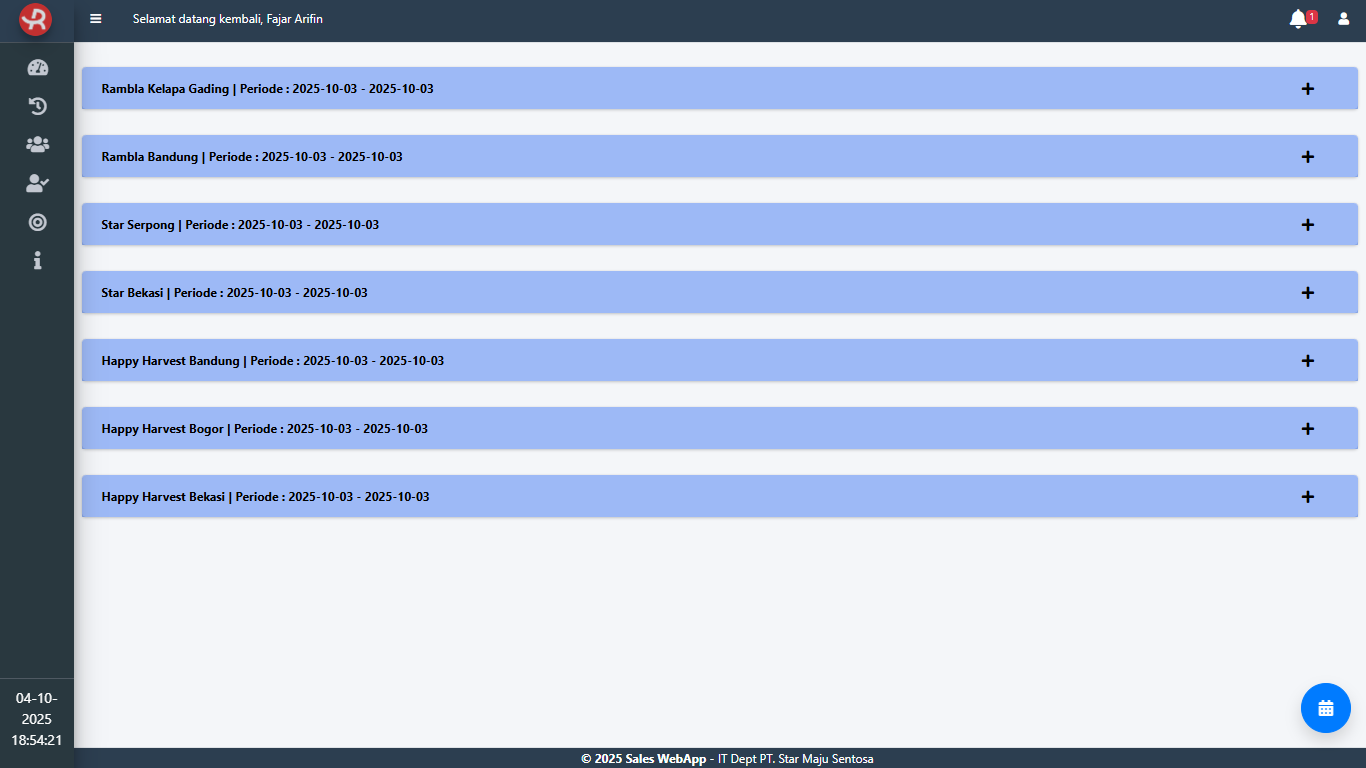 Selamat datang kembali, Fajar Arifin
1
Rambla Kelapa Gading | Periode : 2025-10-03 - 2025-10-03
Rambla Bandung | Periode : 2025-10-03 - 2025-10-03
Star Serpong | Periode : 2025-10-03 - 2025-10-03
Star Bekasi | Periode : 2025-10-03 - 2025-10-03
Happy Harvest Bandung | Periode : 2025-10-03 - 2025-10-03
Happy Harvest Bogor | Periode : 2025-10-03 - 2025-10-03
Happy Harvest Bekasi | Periode : 2025-10-03 - 2025-10-03
04-10-
2025
18:54:21
© 2025 Sales WebApp - IT Dept PT. Star Maju Sentosa